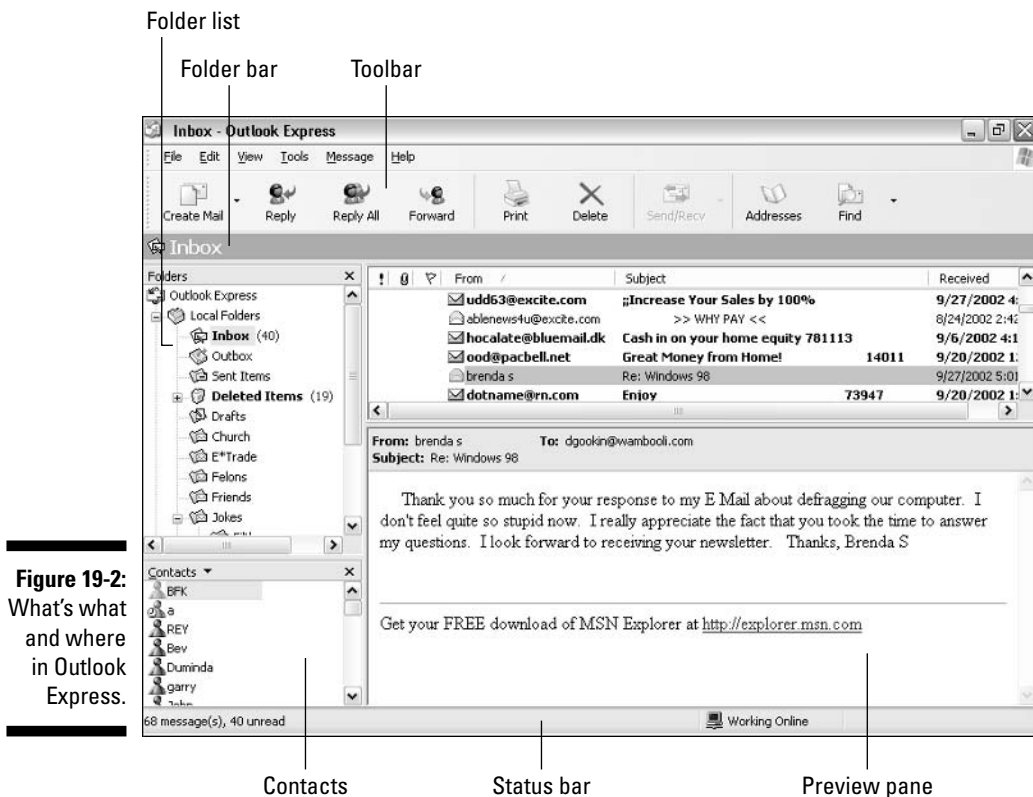 Folder list
Folder bar
Toolbar
Inbox - Outlook Express
File Edit View Tools Message Help
Create Mail Reply Reply All Forward Print Delete Send/Recv Addresses Find
Inbox
Folders
Outlook Express
Local Folders
Inbox (40)
Outbox
Sent Items
Deleted Items (19)
Drafts
Church
E*Trade
Felons
Friends
Jokes
! From Subject Received
udd63@excite.com ¡¡Increase Your Sales by 100% 9/27/2002 4:
ablenews4u@excite.com >> WHY PAY << 8/24/2002 2:42
hocalate@bluemail.dk Cash in on your home equity 781113 9/6/2002 4:1
ood@pacbell.net Great Money from Home! 14011 9/20/2002 1:
brenda s Re: Windows 98 9/27/2002 5:01
dotname@rn.com Enjoy 73947 9/20/2002 1:
From: brenda s To: dgookin@wambooli.com
Subject: Re: Windows 98
Thank you so much for your response to my E Mail about defragging our computer. I
don't feel quite so stupid now. I really appreciate the fact that you took the time to answer
my questions. I look forward to receiving your newsletter. Thanks, Brenda S
Get your FREE download of MSN Explorer at http://explorer.msn.com
Contacts
BFK
a
REY
Bev
Duminda
garry
John
68 message(s), 40 unread
Working Online
Figure 19-2:
What's what
and where
in Outlook
Express.
Contacts
Status bar
Preview pane